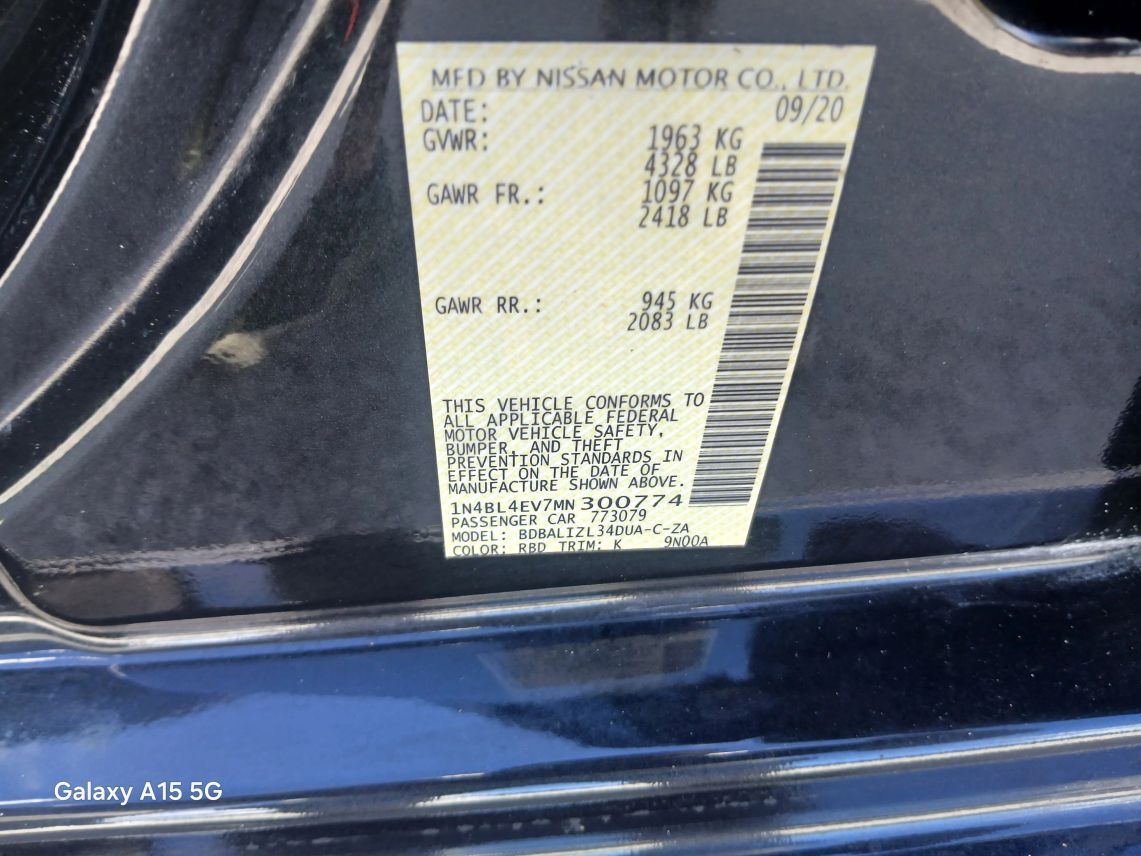 MFD BY NISSAN MOTOR CO., LTD.
DATE: 09/20
GVWR: 1963 KG
4328 LB
GAWR FR.: 1097 KG
2418 LB
GAWR RR.: 945 KG
2083 LB
THIS VEHICLE CONFORMS TO
ALL APPLICABLE FEDERAL
MOTOR VEHICLE SAFETY,
BUMPER, AND THEFT
PREVENTION STANDARDS IN
EFFECT ON THE DATE OF
MANUFACTURE SHOWN ABOVE.
1N4BL4EV7MN300774
PASSENGER CAR 773079
MODEL: BDBALIZL34DUA-C-ZA
COLOR: RBD TRIM: K 9N00A
Galaxy A15 5G